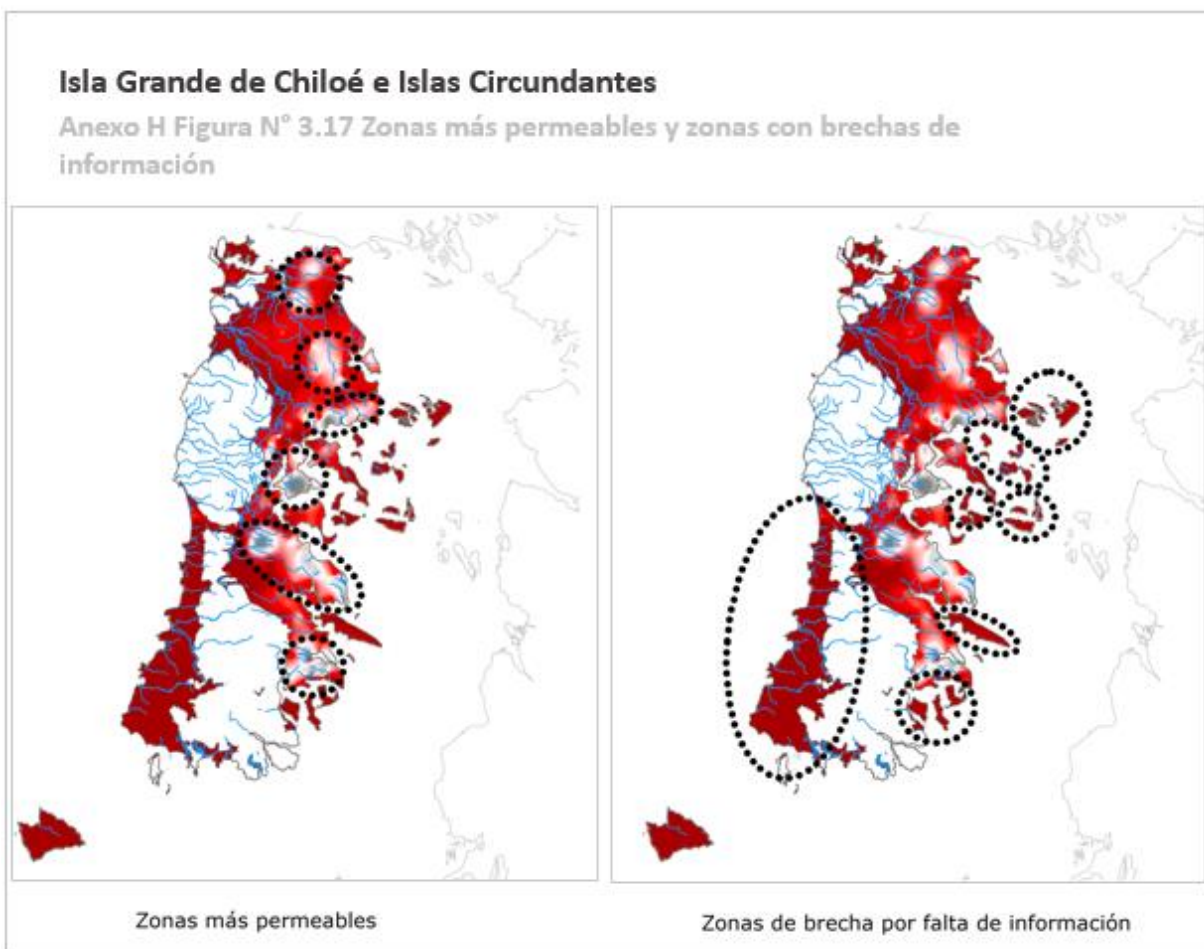 Isla Grande de Chiloé e Islas Circundantes
Anexo H Figura N° 3.17 Zonas más permeables y zonas con brechas de
información
Zonas más permeables
Zonas de brecha por falta de información